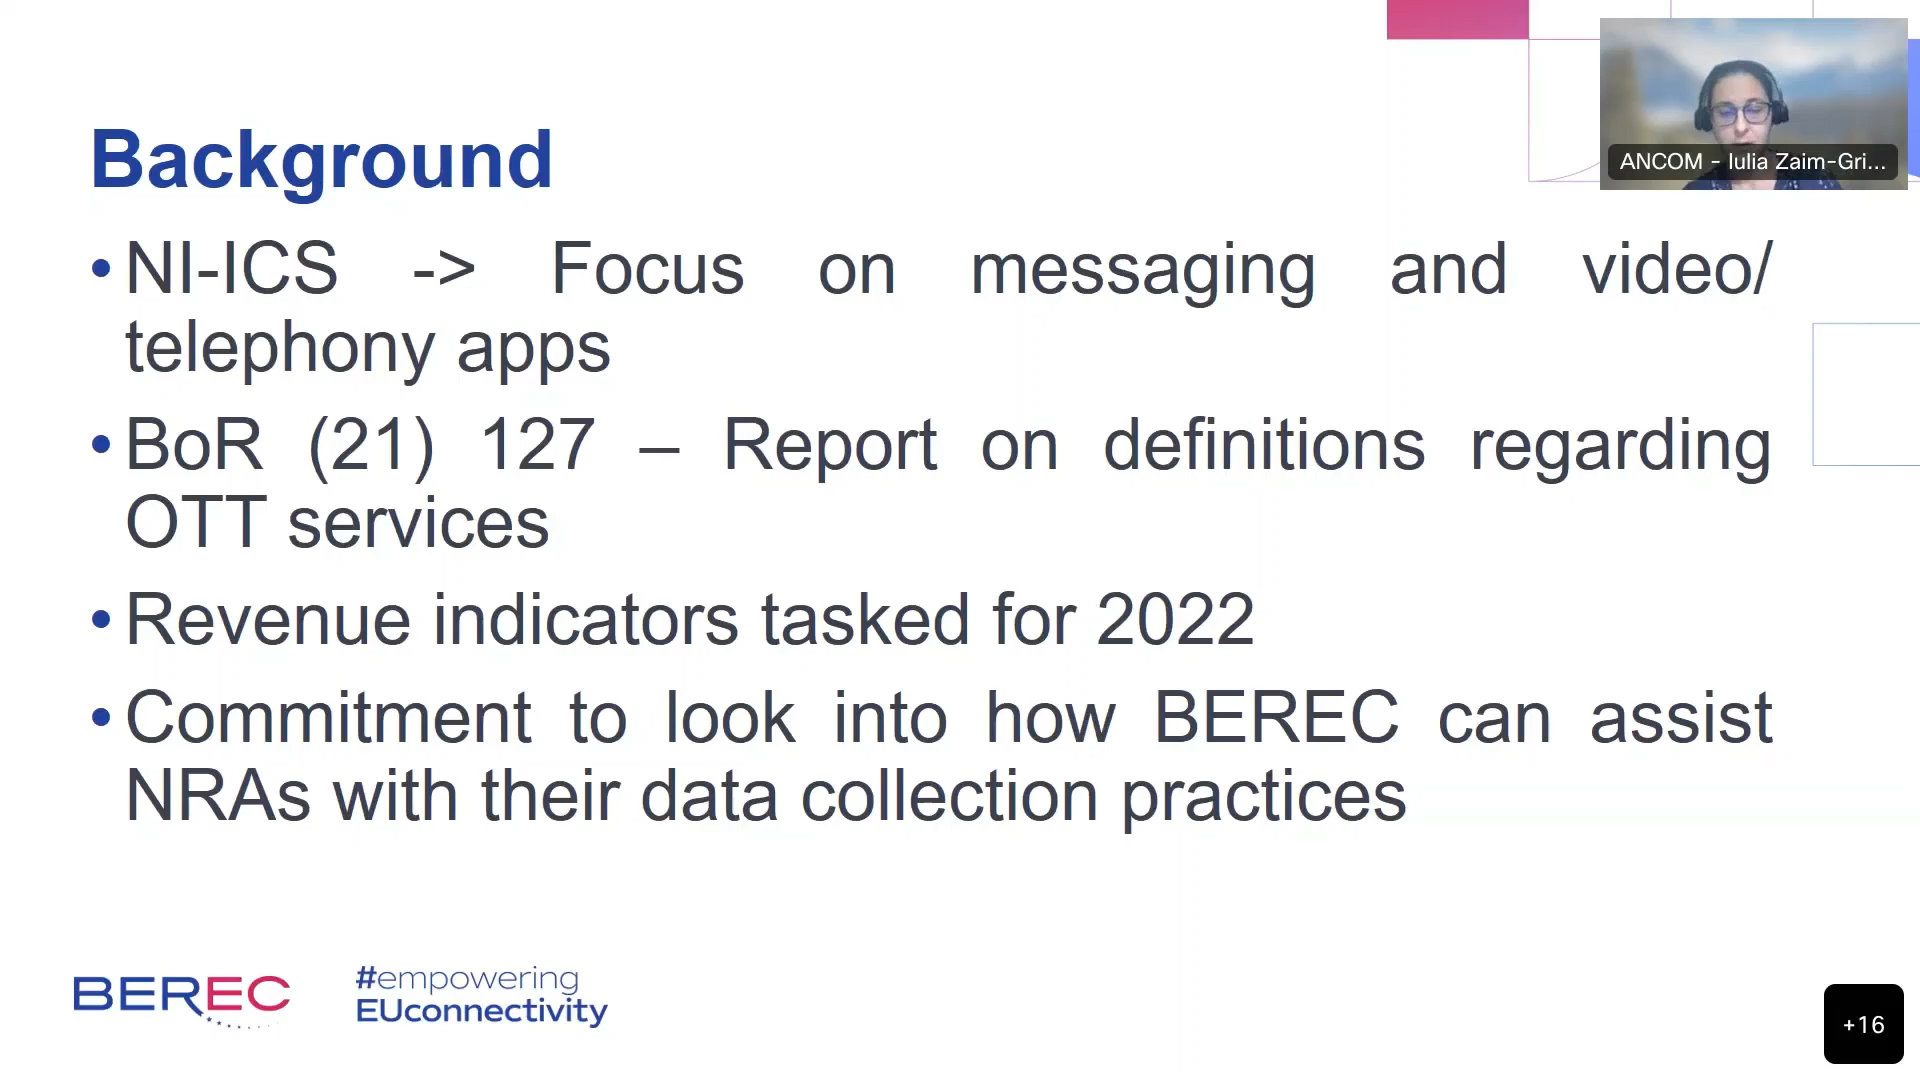 ANCOM - Iulia Zaim-Gri...
Background
•NI-ICS -> Focus on messaging and video/
telephony apps
•BoR (21) 127 – Report on definitions regarding
OTT services
•Revenue indicators tasked for 2022
•Commitment to look into how BEREC can assist
NRAs with their data collection practices
BEREC
#empowering
EUconnectivity
+16